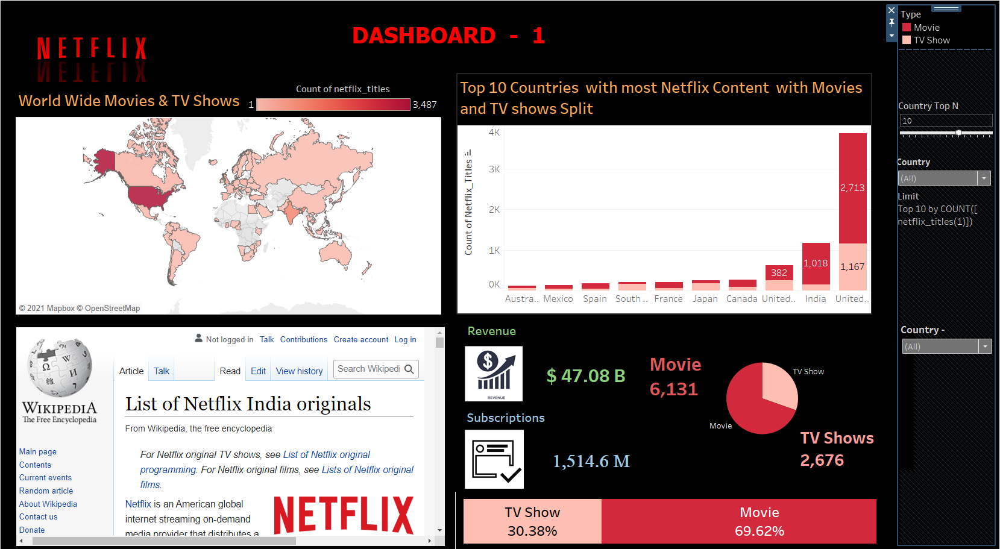 DASHBOARD - 1
NETFLIX
World Wide Movies & TV Shows
Count of netflix_titles
1
3,487
© 2021 Mapbox © OpenStreetMap
Top 10 Countries with most Netflix Content with Movies
and TV shows Split
Count of Netflix_Titles
4K
3K
2K
1K
0K
2,713
1,167
1,018
382
Austra..
Mexico
Spain
South ..
France
Japan
Canada
United..
India
United..
Type
Movie
TV Show
Country Top N
10
Country
(All)
Limit
Top 10 by COUNT([
netflix_titles(1)])
Country -
(All)
WIKIPEDIA
The Free Encyclopedia
Main page
Contents
Current events
Random article
About Wikipedia
Contact us
Donate
Not logged in Talk Contributions Create account Log in
Article Talk Read Edit View history Search Wikipedi
List of Netflix India originals
From Wikipedia, the free encyclopedia
For Netflix original TV shows, see List of Netflix original
programming. For Netflix original films, see Lists of Netflix original
films.
Netflix is an American global
internet streaming on-demand
media provider that distributes a
NETFLIX
Revenue
REVENUE
$ 47.08 B
Subscriptions
1,514.6 M
Movie
6,131
TV Show
Movie
TV Shows
2,676
TV Show
30.38%
Movie
69.62%